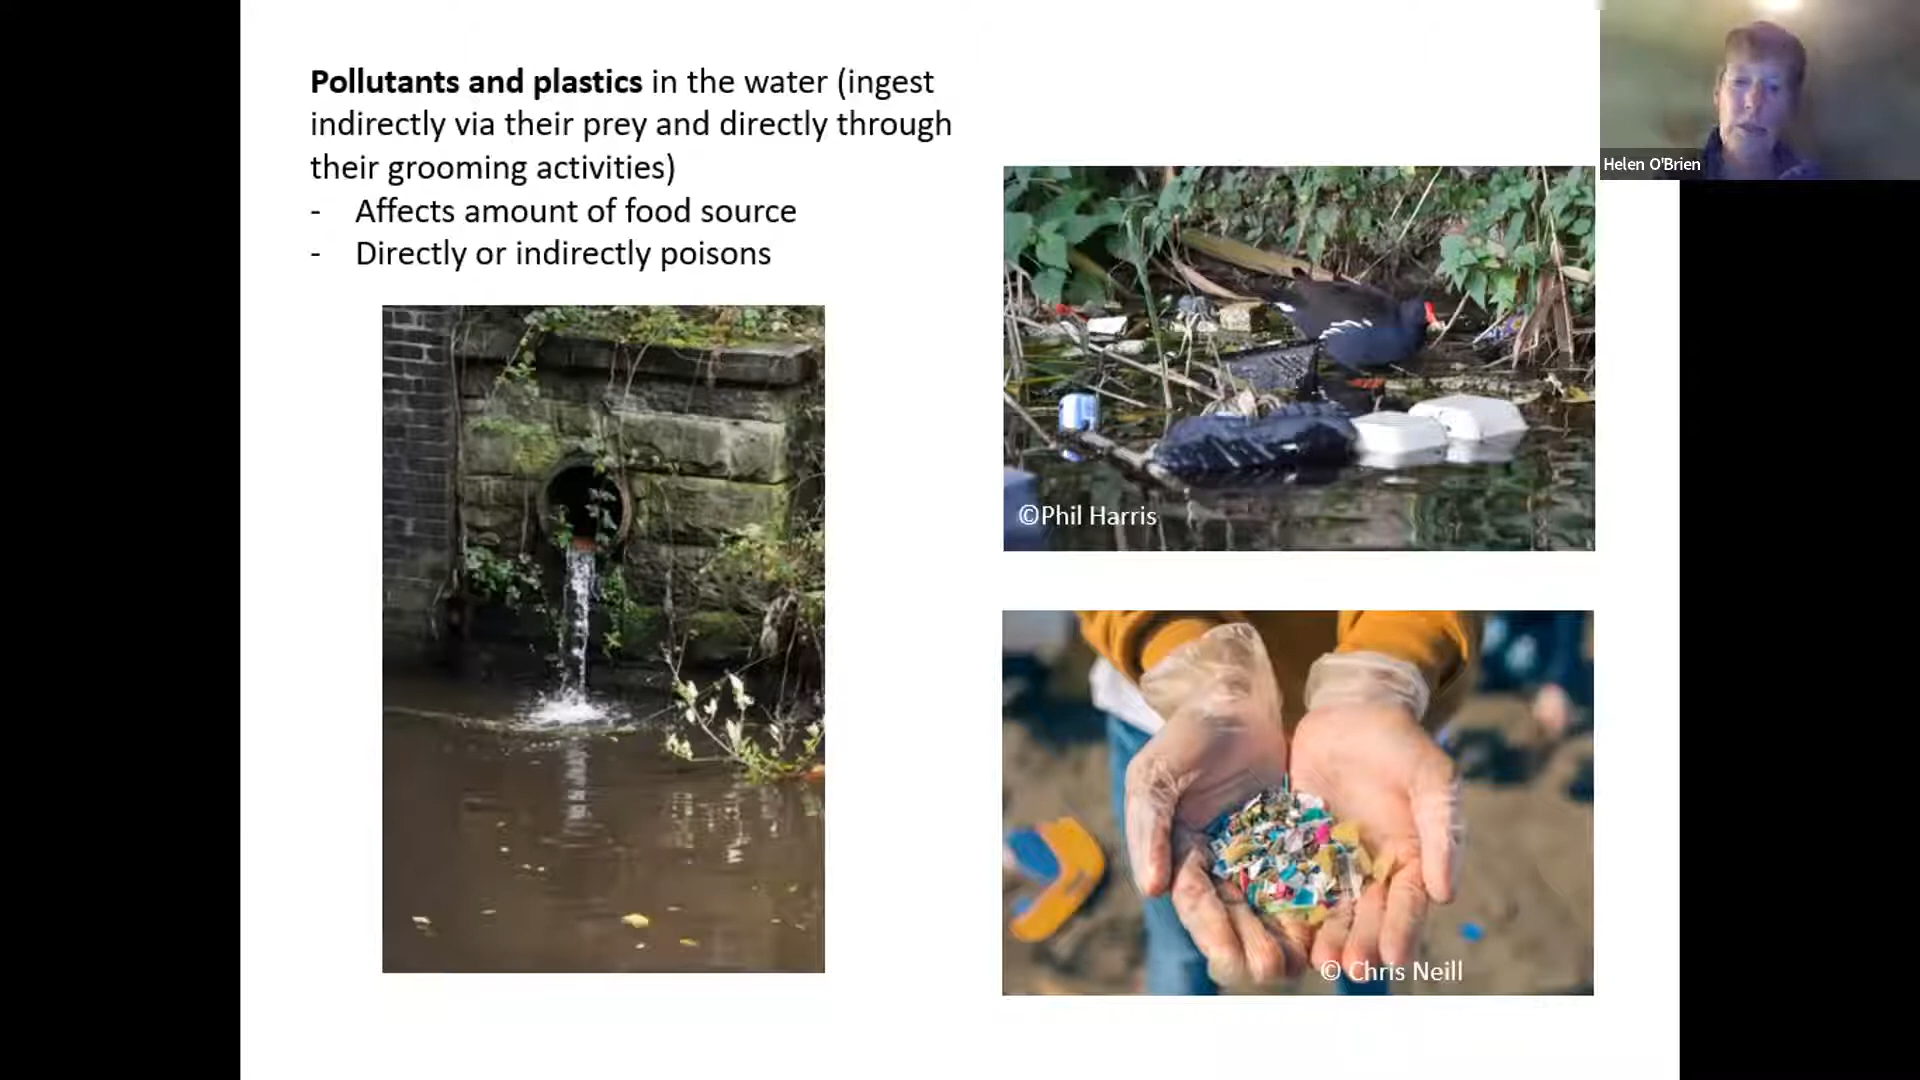 Pollutants and plastics in the water (ingest
indirectly via their prey and directly through
their grooming activities)
- Affects amount of food source
- Directly or indirectly poisons
Helen O'Brien
©Phil Harris
© Chris Neill